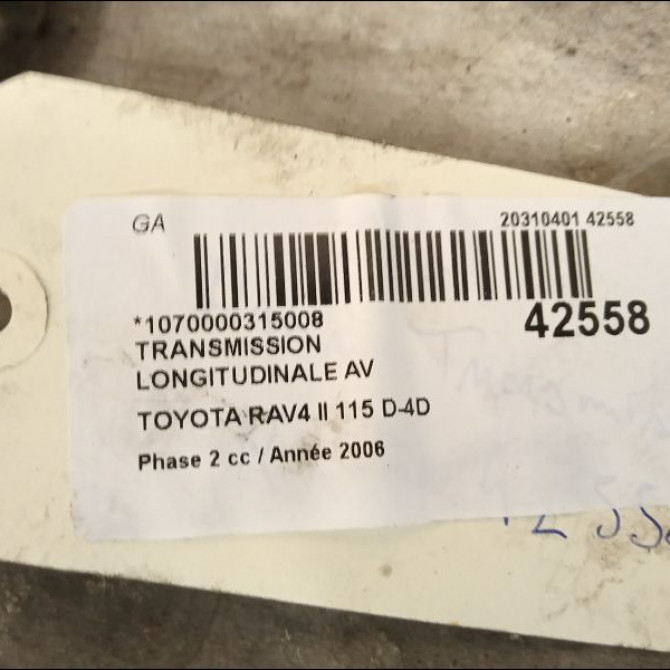 GA
20310401 42558
*1070000315008
42558
TRANSMISSION
LONGITUDINALE AV
TOYOTA RAV4 II 115 D-4D
Phase 2 cc / Année 2006